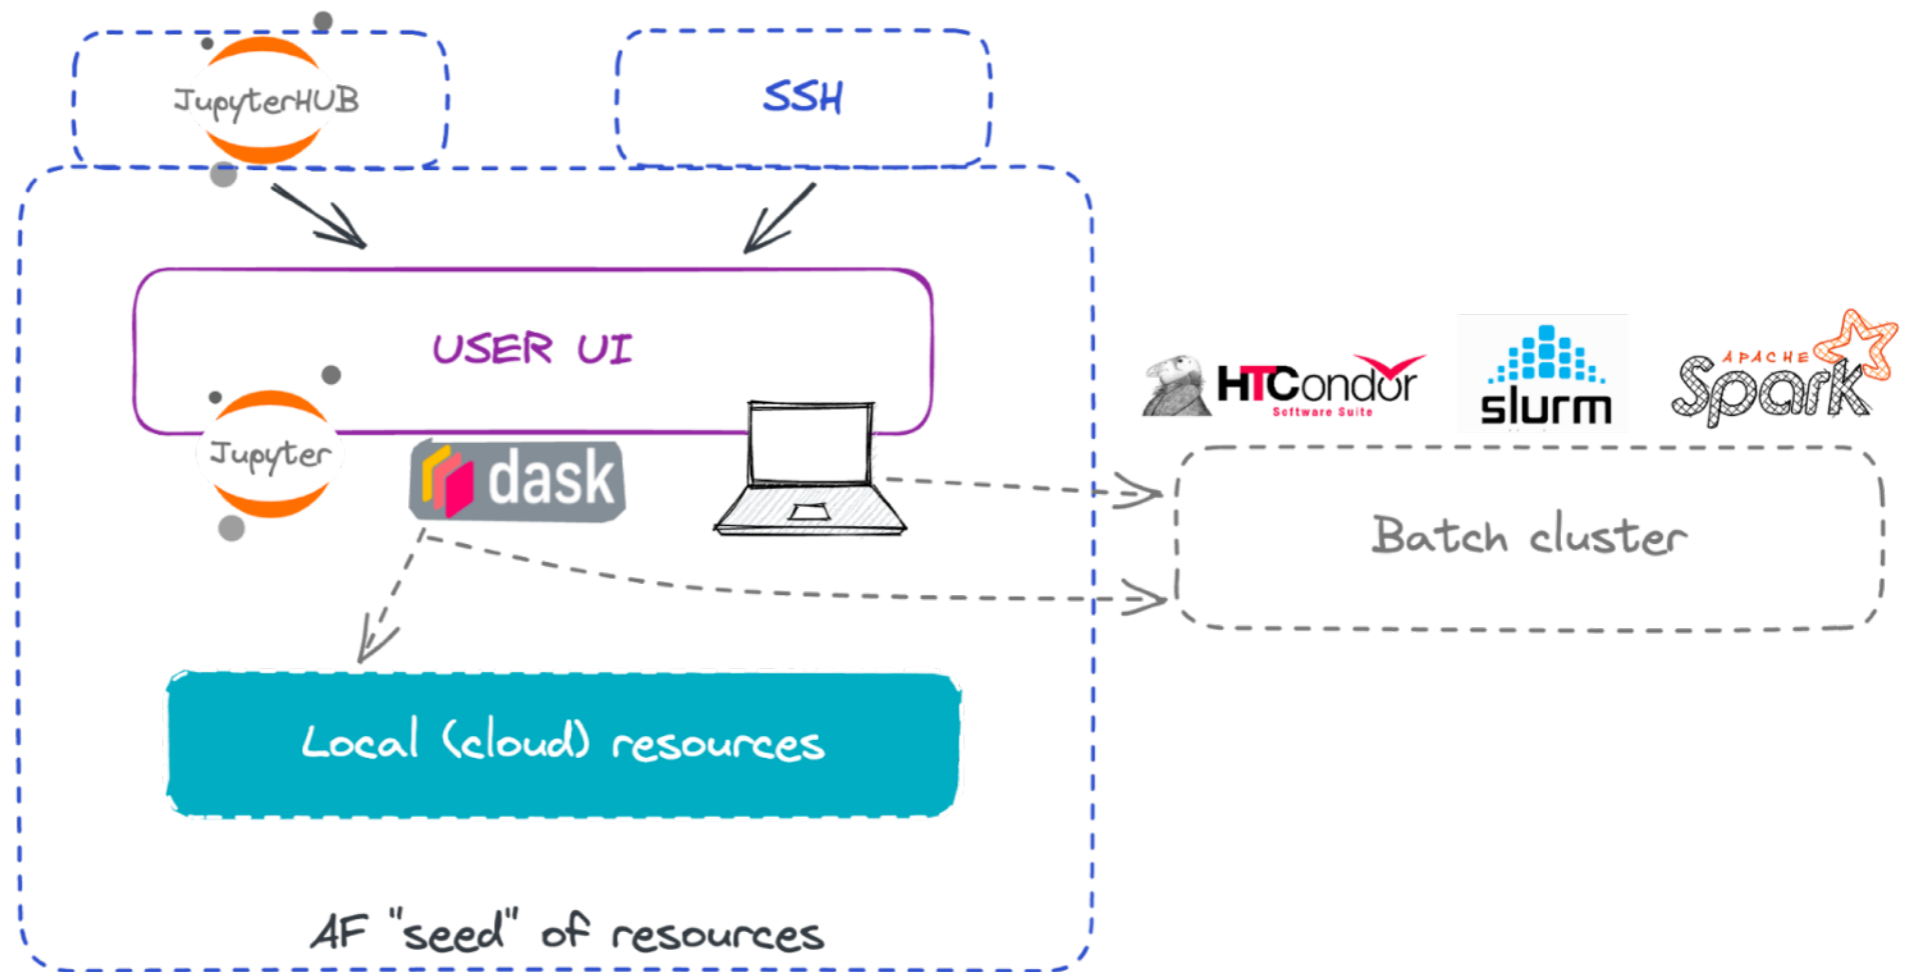 JupyterHUB
SSH
USER UI
Jupyter
dask
HTCondor
Software Suite
slurm
APACHE
Spark
Batch cluster
Local (cloud) resources
AF "seed" of resources